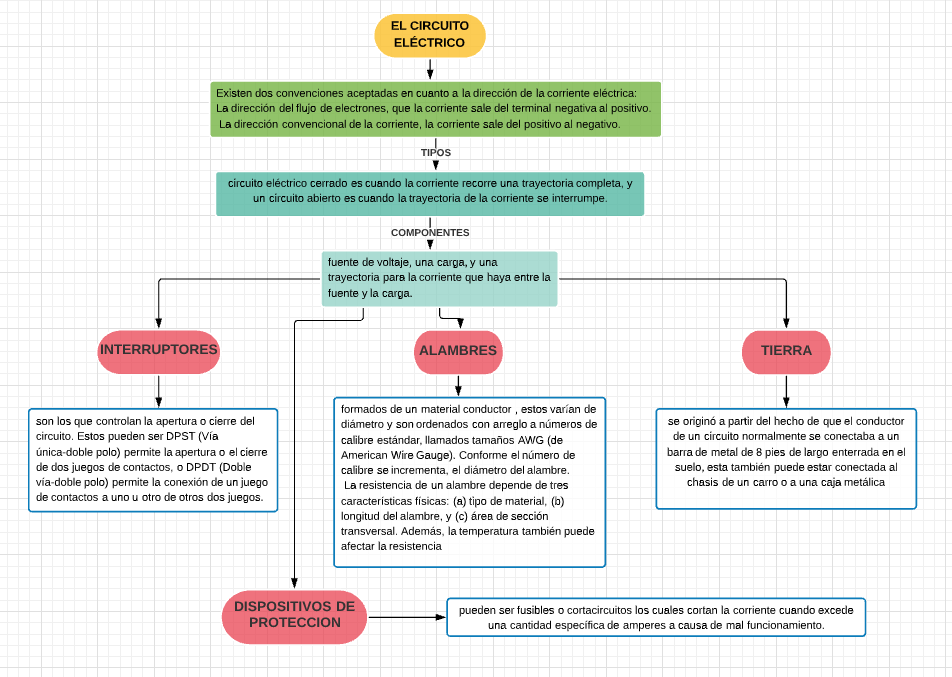 EL CIRCUITO
ELÉCTRICO
Existen dos convenciones aceptadas en cuanto a la dirección de la corriente eléctrica:
La dirección del flujo de electrones, que la corriente sale del terminal negativa al positivo.
La dirección convencional de la corriente, la corriente sale del positivo al negativo.
TIPOS
circuito eléctrico cerrado es cuando la corriente recorre una trayectoria completa, y
un circuito abierto es cuando la trayectoria de la corriente se interrumpe.
COMPONENTES
fuente de voltaje, una carga, y una
trayectoria para la corriente que haya entre la
fuente y la carga.
INTERRUPTORES
son los que controlan la apertura o cierre del
circuito. Estos pueden ser DPST (Vía
única-doble polo) permite la apertura o el cierre
de dos juegos de contactos, o DPDT (Doble
vía-doble polo) permite la conexión de un juego
de contactos a uno u otro de otros dos juegos.
ALAMBRES
formados de un material conductor , estos varían de
diámetro y son ordenados con arreglo a números de
calibre estándar, llamados tamaños AWG (de
American Wire Gauge). Conforme el número de
calibre se incrementa, el diámetro del alambre.
La resistencia de un alambre depende de tres
características físicas: (a) tipo de material, (b)
longitud del alambre, y (c) área de sección
transversal. Además, la temperatura también puede
afectar la resistencia
TIERRA
se originó a partir del hecho de que el conductor
de un circuito normalmente se conectaba a un
barra de metal de 8 pies de largo enterrada en el
suelo, esta también puede estar conectada al
chasis de un carro o a una caja metálica
DISPOSITIVOS DE
PROTECCION
pueden ser fusibles o cortacircuitos los cuales cortan la corriente cuando excede
una cantidad específica de amperes a causa de mal funcionamiento.